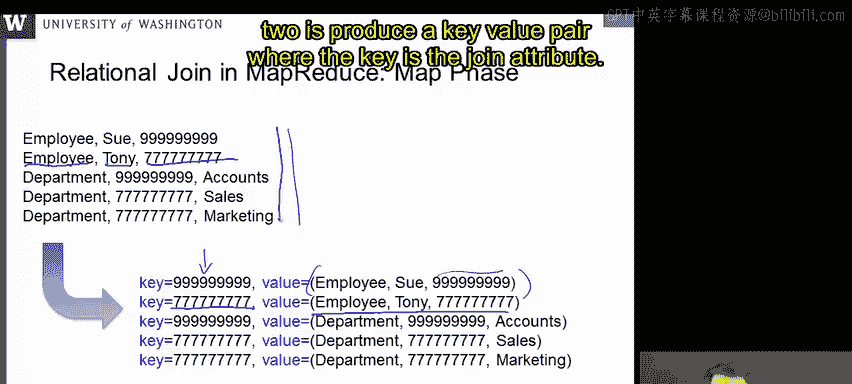 W UNIVERSITY of WASHINGTON
GPT中英字幕课程资源@bilibili.com
two is produce a key value pair
where the key is the join attribute.
Relational Join in MapReduce: Map Phase
Employee, Sue, 999999999
Employee, Tony, 777777777
Department, 999999999, Accounts
Department, 777777777, Sales
Department, 777777777, Marketing
key=999999999, value=(Employee, Sue, 999999999)
key=777777777, value=(Employee, Tony, 777777777)
key=999999999, value=(Department, 999999999, Accounts)
key=777777777, value=(Department, 777777777, Sales)
key=777777777, value=(Department, 777777777, Marketing)